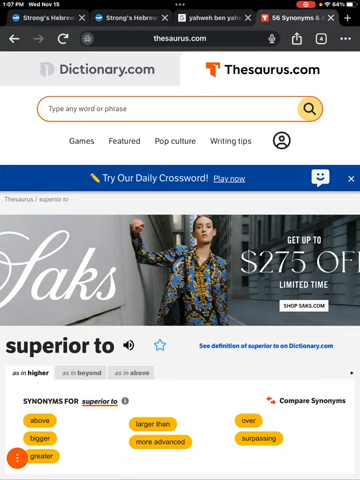 1:07 PM Wed Nov 15 64%
Strong's Hebrew Strong's Hebrew yahweh ben yahw 56 Synonyms &
thesaurus.com
Dictionary.com Thesaurus.com
Type any word or phrase
Games Featured Pop culture Writing tips
✏️ Try Our Daily Crossword! Play now
Thesaurus / superior to
Saks
GET UP TO
$275 OF
LIMITED TIME
SHOP SAKS.COM
superior to
See definition of superior to on Dictionary.com
as in higher as in beyond as in above
SYNONYMS FOR superior to
Compare Synonyms
above larger than over
bigger more advanced surpassing
greater